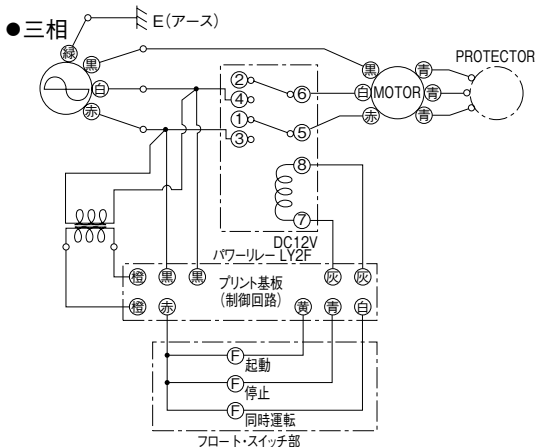 ●三相
E(アース)
緑
黒
白
赤
②
④
①
③
⑥
⑤
⑧
⑦
黒
白
赤
MOTOR
青
青
青
PROTECTOR
DC12V
パワーリレー LY2F
橙
黒
黒
プリント基板
(制御回路)
灰
灰
橙
赤
黄
青
白
F
起動
F
停止
F
同時運転
フロート・スイッチ部